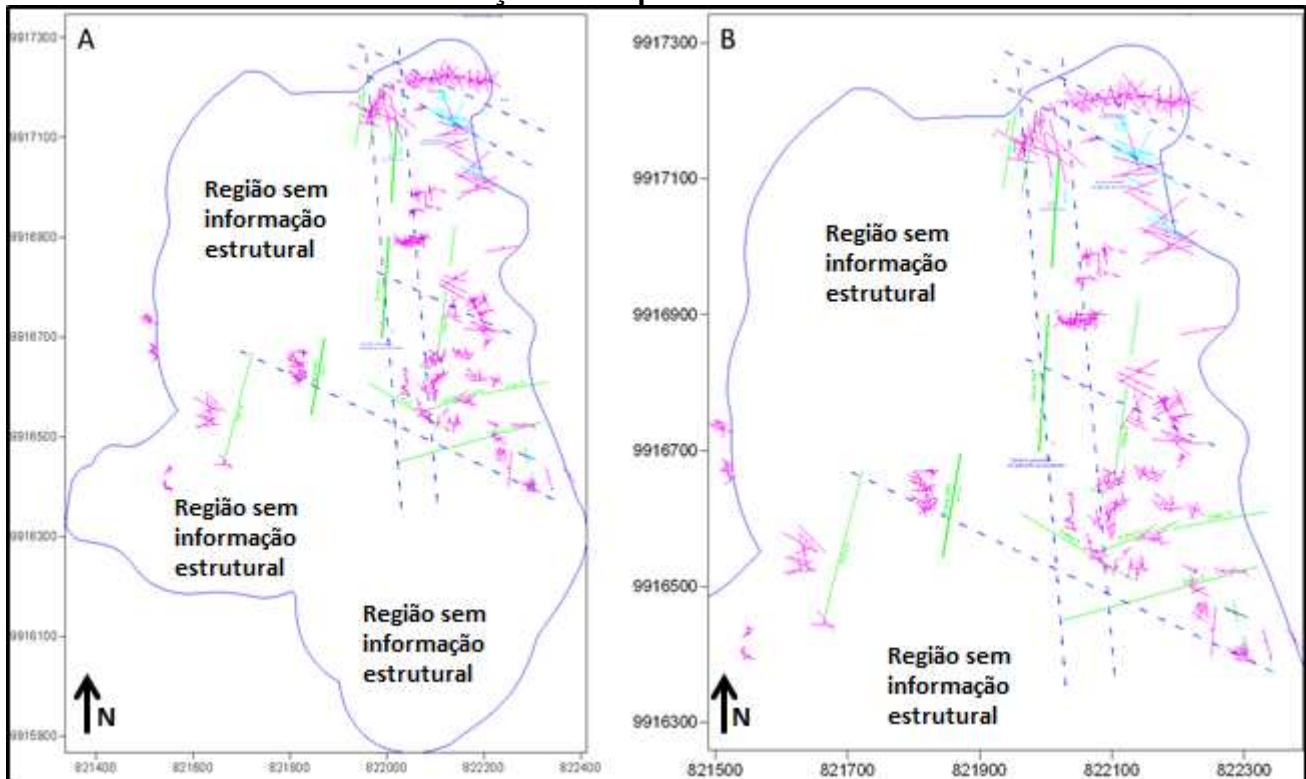 A
9917300
9917100
9916900
9916700
9916500
9916300
9916100
9915900
Região sem
informação
estrutural
Região sem
informação
estrutural
Região sem
informação
estrutural
N
821400 821600 821800 822000 822200 822400
B
9917300
9917100
9916900
9916700
9916500
9916300
Região sem
informação
estrutural
Região sem
informação
estrutural
N
821500 821700 821900 822100 822300